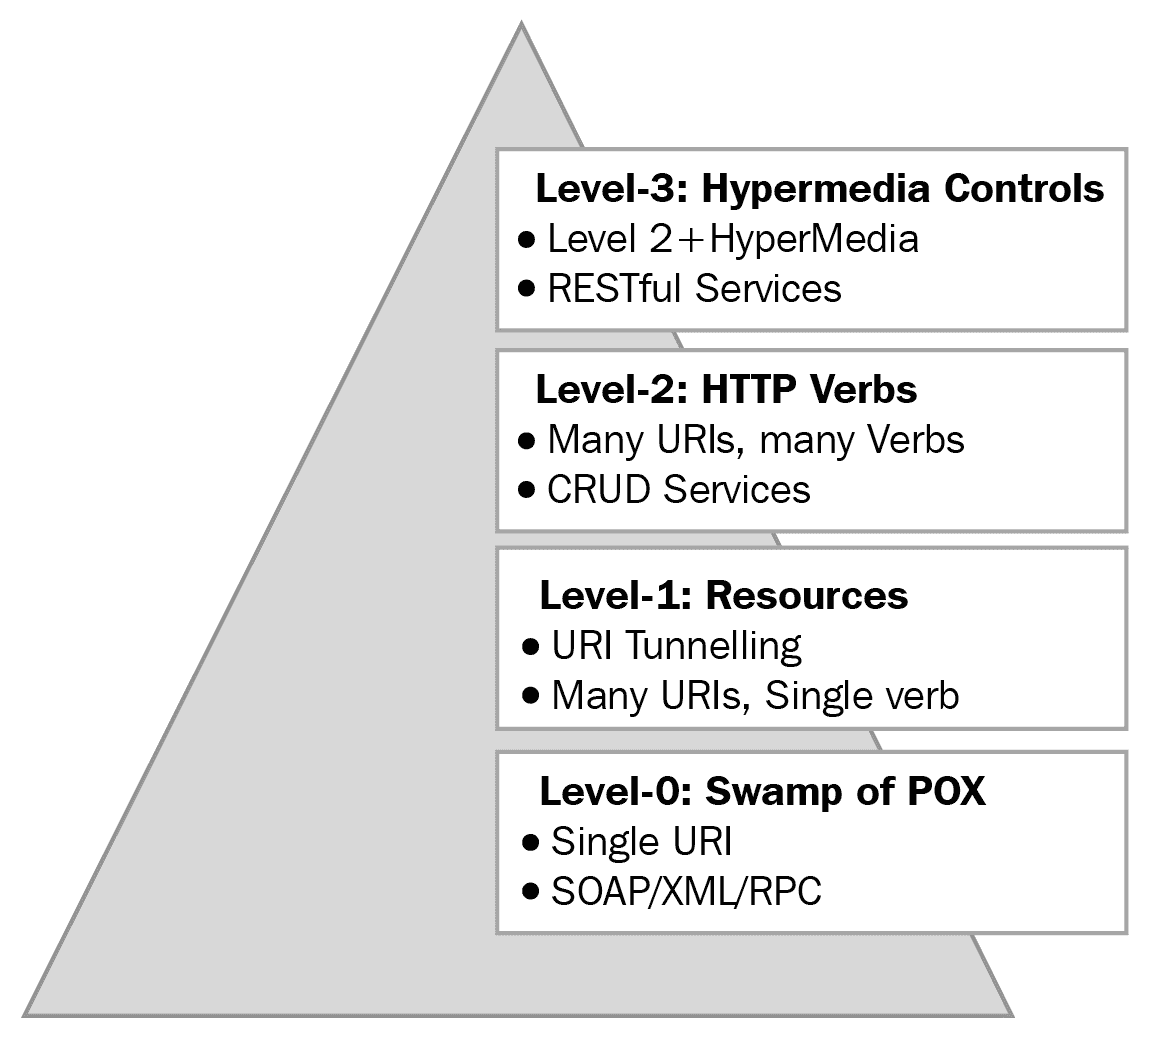 Level-3: Hypermedia Controls
● Level 2+HyperMedia
● RESTful Services
Level-2: HTTP Verbs
● Many URIs, many Verbs
● CRUD Services
Level-1: Resources
● URI Tunnelling
● Many URIs, Single verb
Level-0: Swamp of POX
● Single URI
● SOAP/XML/RPC